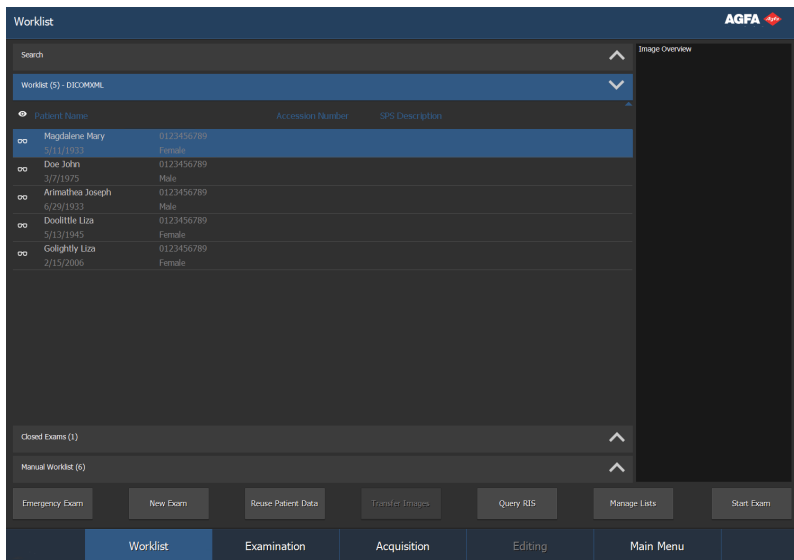 Worklist
AGFA
Search
Image Overview
Worklist (5) - DICOMXML
Patient Name Accession Number SPS Description
Magdalene Mary 0123456789
5/11/1933 Female
Doe John 0123456789
3/7/1975 Male
Arimathea Joseph 0123456789
6/29/1933 Male
Doolittle Liza 0123456789
5/13/1945 Female
Golightly Liza 0123456789
2/15/2006 Female
Closed Exams (1)
Manual Worklist (6)
Emergency Exam New Exam Reuse Patient Data Transfer Images Query RIS Manage Lists Start Exam
Worklist Examination Acquisition Editing Main Menu